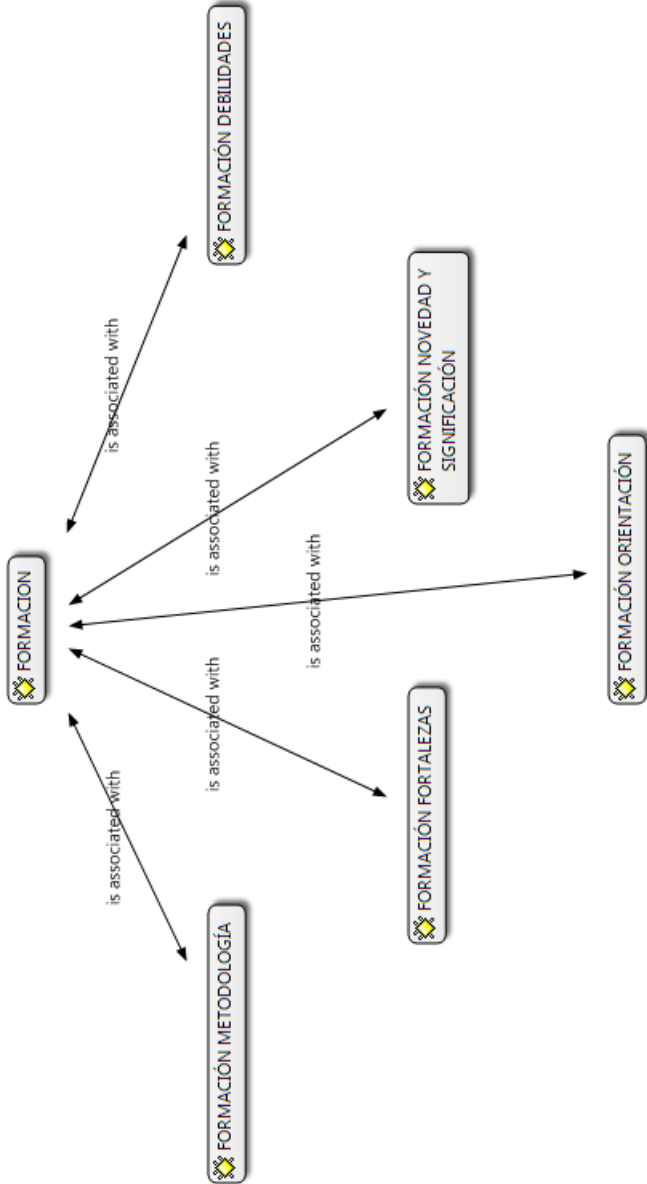 FORMACION
is associated with
is associated with
is associated with
is associated with
is associated with
FORMACIÓN METODOLOGÍA
FORMACIÓN DEBILIDADES
FORMACIÓN FORTALEZAS
FORMACIÓN NOVEDAD Y
SIGNIFICACIÓN
FORMACIÓN ORIENTACIÓN